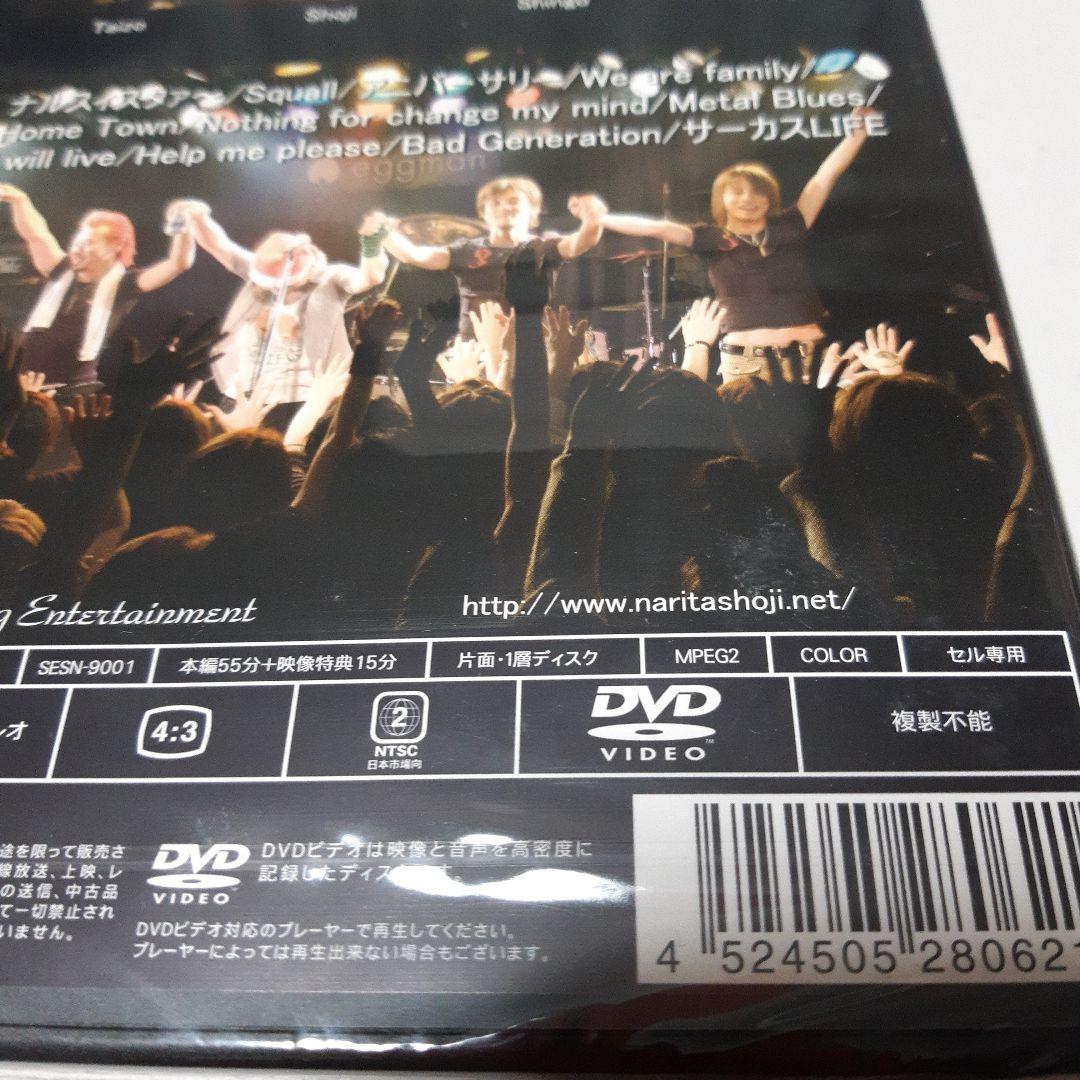 Taizo
Shoji
Shingo
ナルスィスタァ～/Squall/アニバーサリー/We are family/
Home Town/Nothing for change my mind/Metal Blues/
will live/Help me please/Bad Generation/サーカスLIFE
eggman
Entertainment
http://www.naritashoji.net/
SESN-9001
本編55分+映像特典15分
片面・1層ディスク
MPEG2
COLOR
セル専用
4:3
2
NTSC
日本市場向
DVD
VIDEO
TM
複製不能
途を限って販売さ
線放送、上映、レ
の送信、中古品
て一切禁止され
いません。
DVD
VIDEO
DVDビデオは映像と音声を高密度に
記録したディス
DVDビデオ対応のプレーヤーで再生してください。
プレーヤーによっては再生出来ない場合もございます。
4 524505 28062